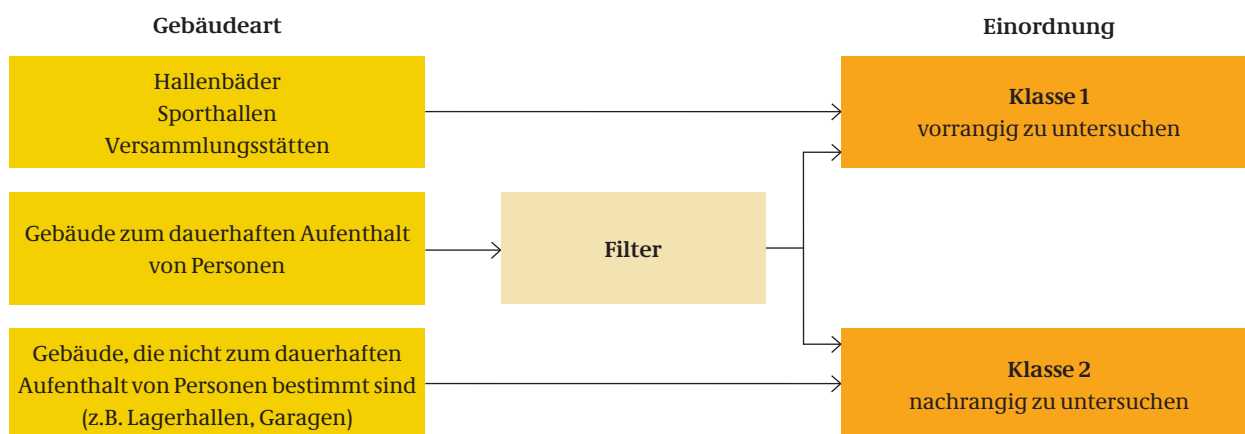 Gebäudeart
Einordnung
Hallenbäder
Sporthallen
Versammlungsstätten
Klasse 1
vorrangig zu untersuchen
Gebäude zum dauerhaften Aufenthalt
von Personen
Filter
Gebäude, die nicht zum dauerhaften
Aufenthalt von Personen bestimmt sind
(z.B. Lagerhallen, Garagen)
Klasse 2
nachrangig zu untersuchen